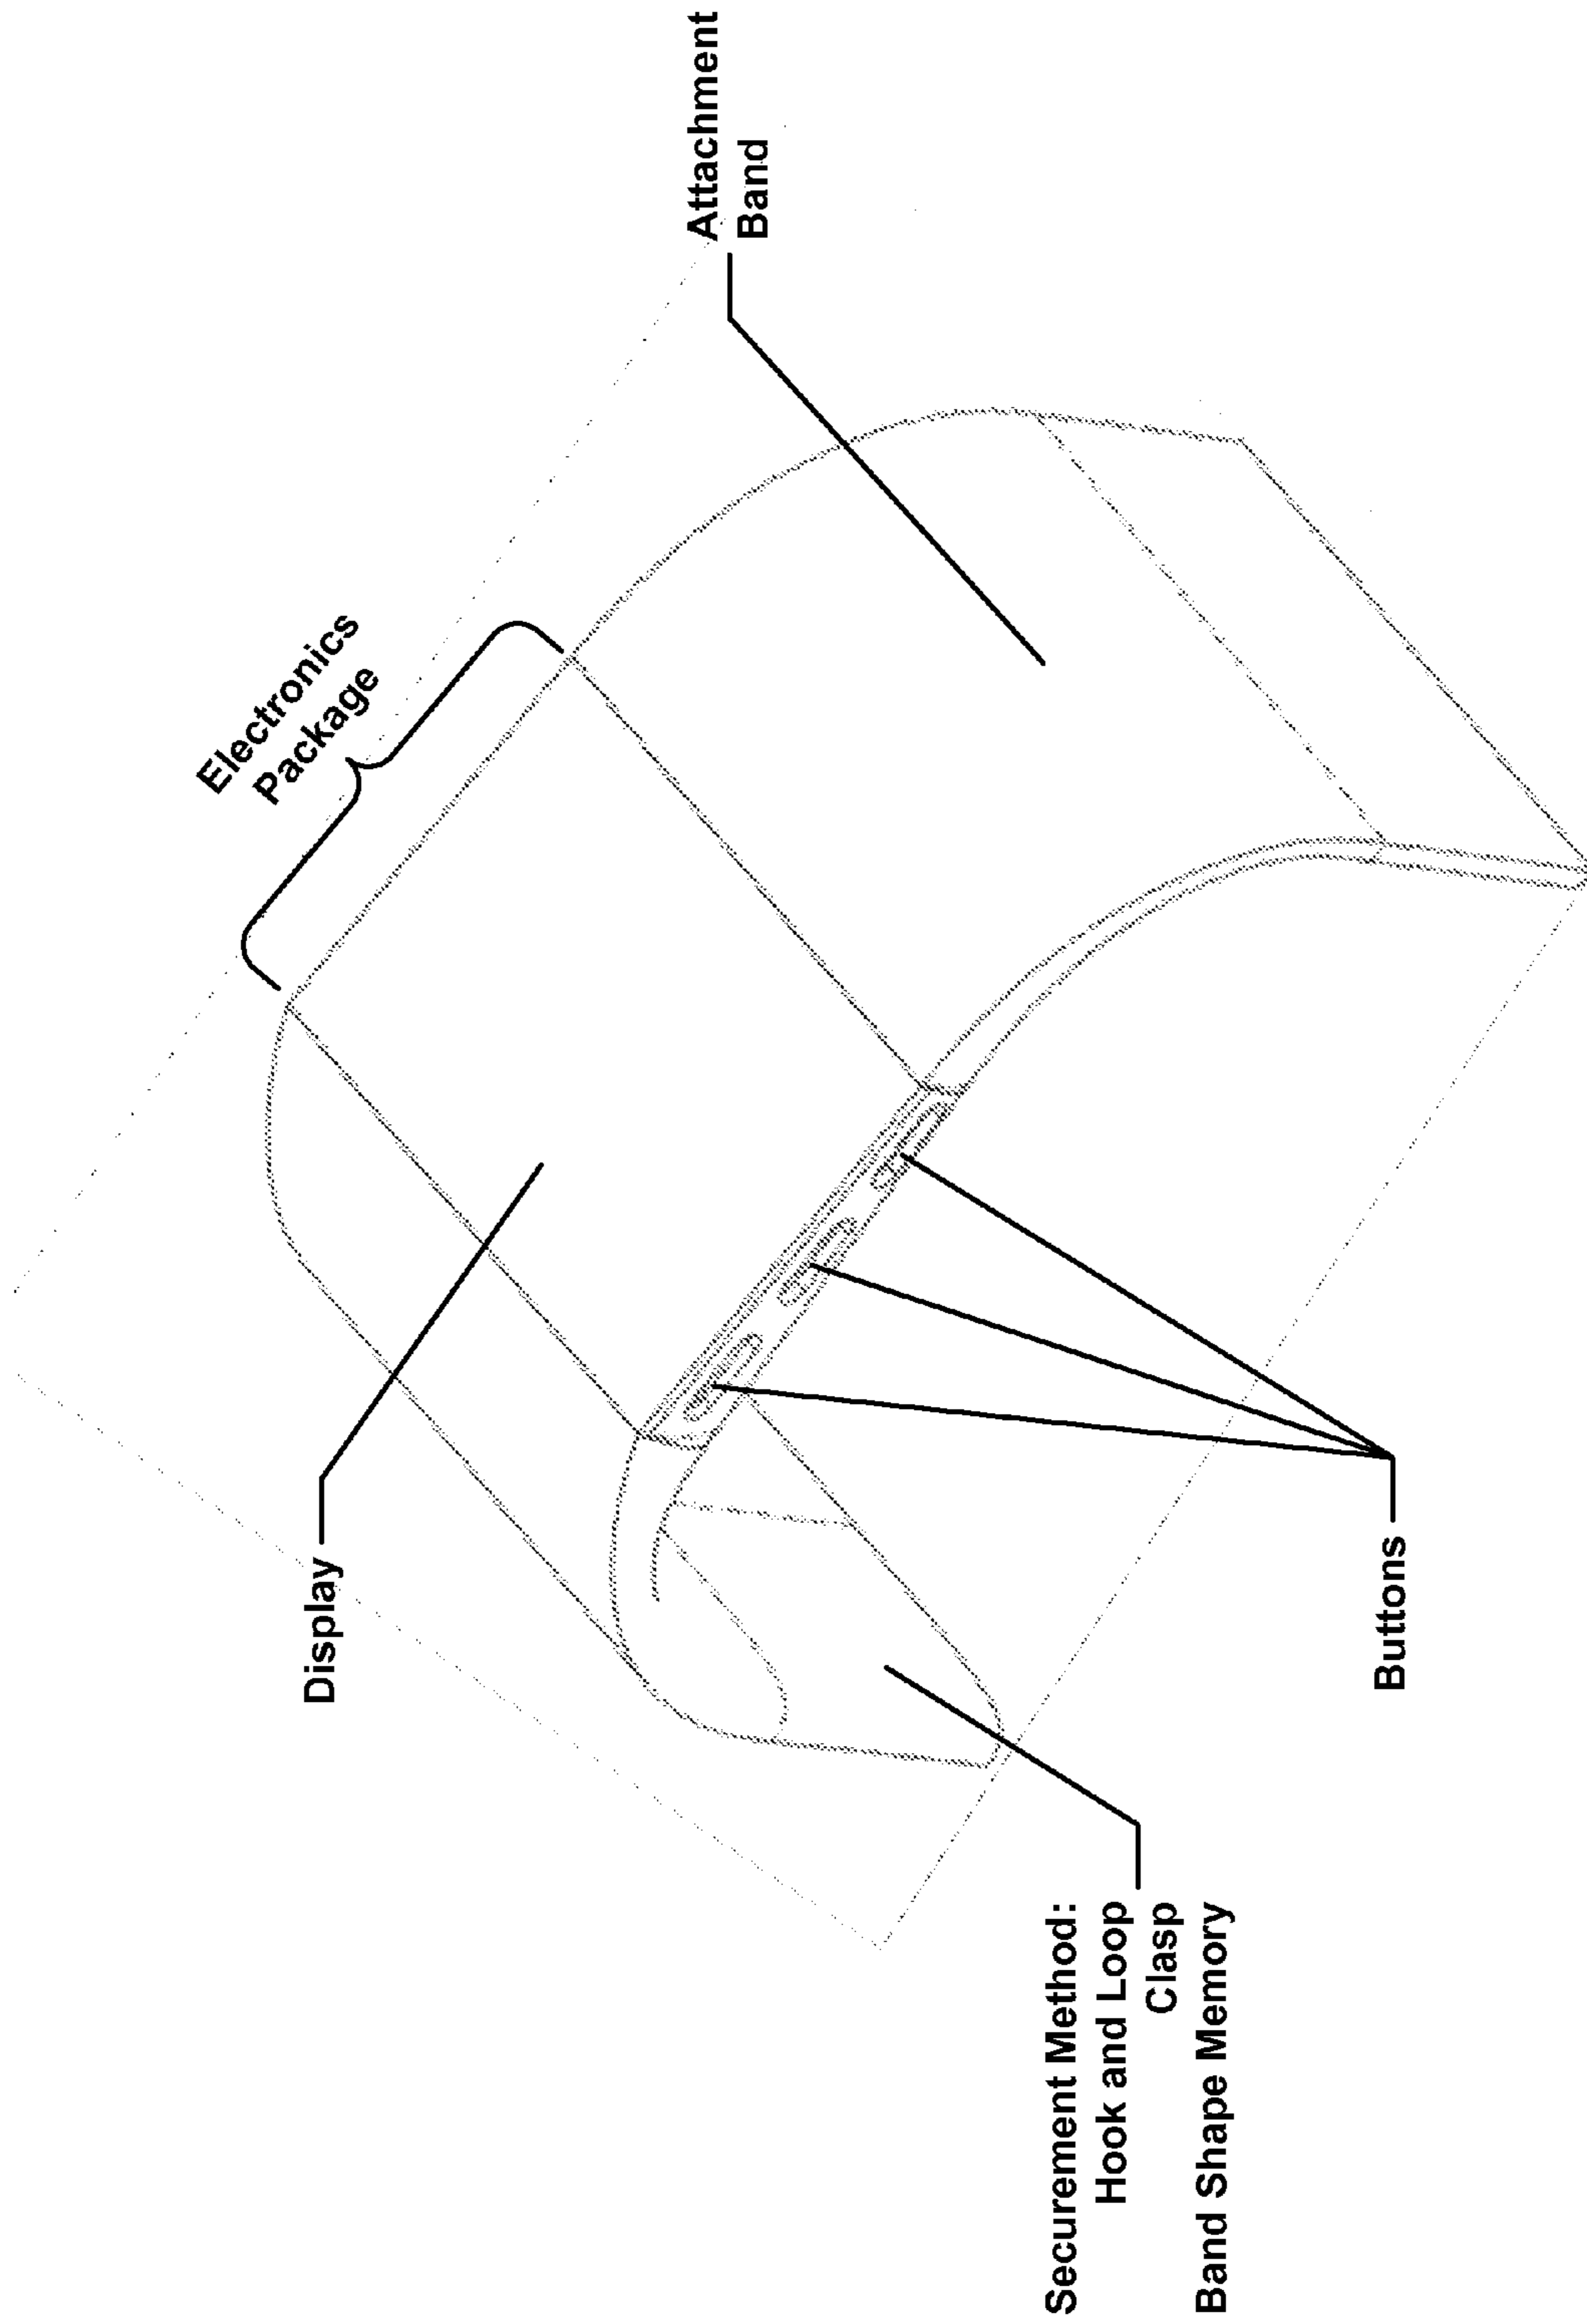 Electronics
Package
Attachment
Band
Display
Buttons
Securement Method:
Hook and Loop
Clasp
Band Shape Memory